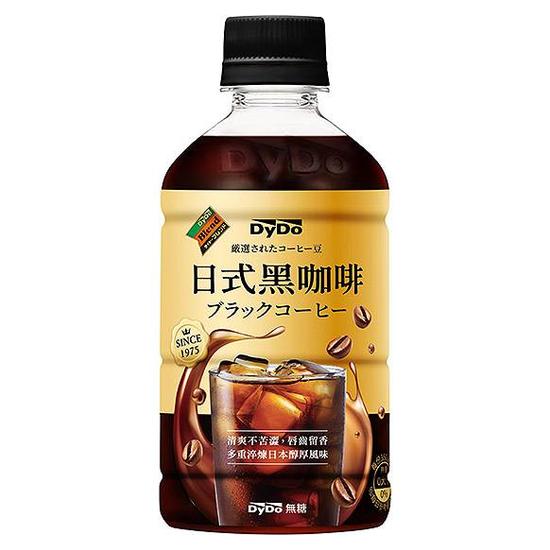 DyDo
DyDo
Blend
DyDo
厳選されたコーヒー豆
日式黑咖啡
ブラックコーヒー
SINCE
1975
清爽不苦澀，唇齒留香
多重淬煉日本醇厚風味
0%
DyDo 無糖